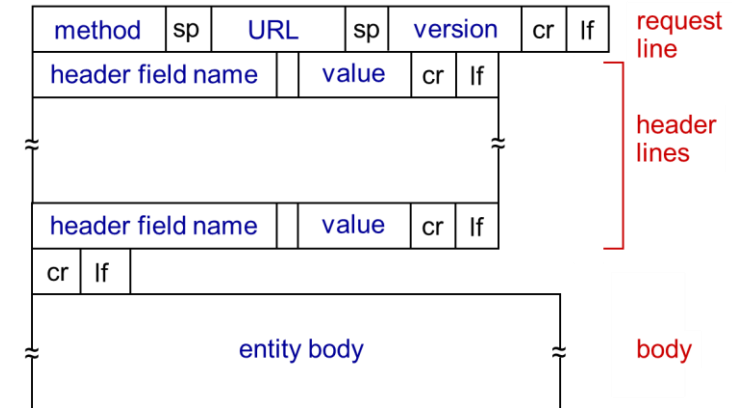 method sp URL sp version cr lf
request
line
header field name value cr lf
header
lines
header field name value cr lf
cr lf
entity body
body